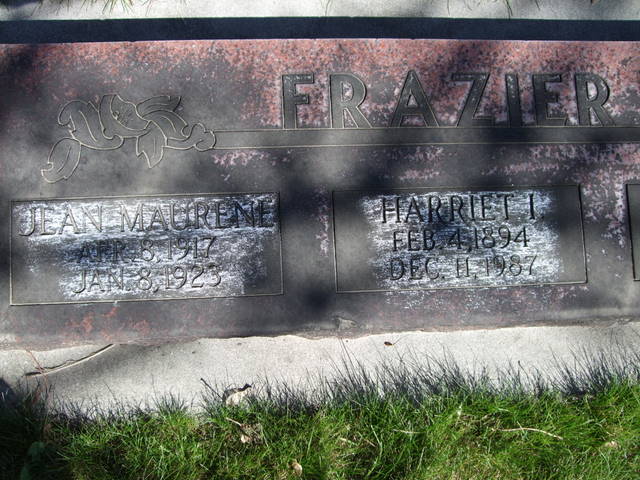 FRAZIER
JEAN MAURENE
APR. 8, 1917
JAN. 8, 1923
HARRIET I.
FEB. 4, 1894
DEC. 11, 1987